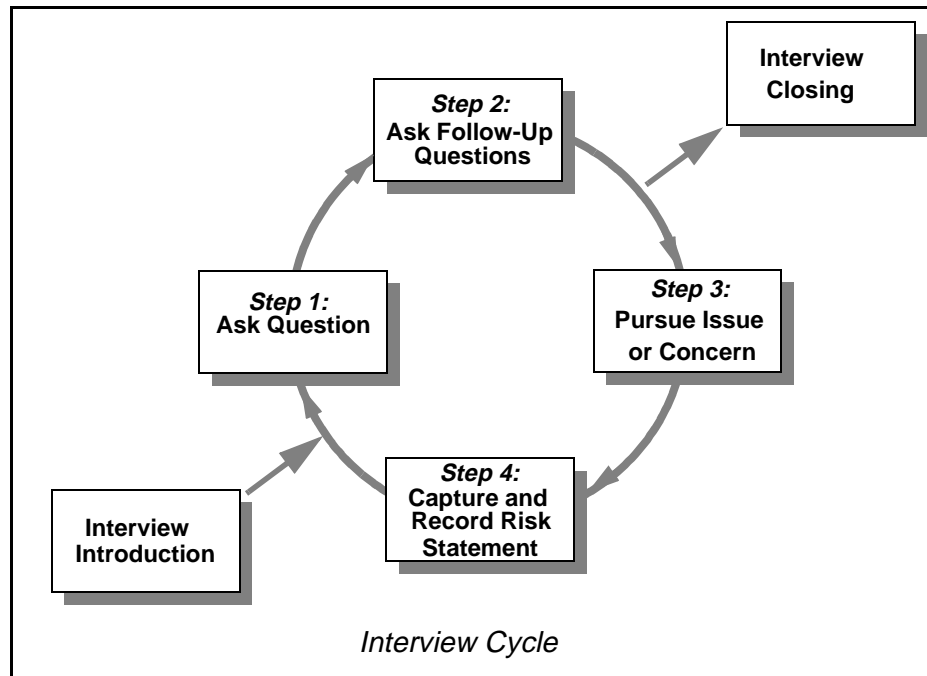 Interview
Closing
Step 2:
Ask Follow-Up
Questions
Step 1:
Ask Question
Step 3:
Pursue Issue
or Concern
Step 4:
Capture and
Record Risk
Statement
Interview
Introduction
Interview Cycle